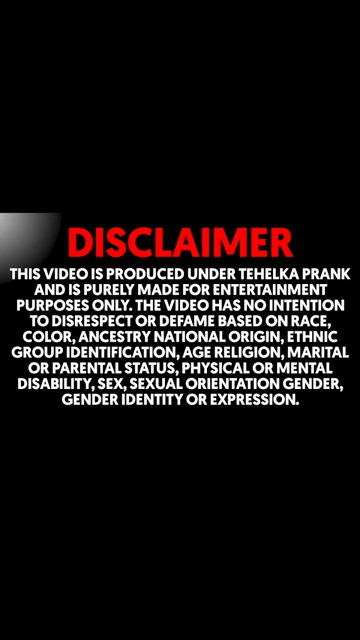 DISCLAIMER
THIS VIDEO IS PRODUCED UNDER TEHELKA PRANK
AND IS PURELY MADE FOR ENTERTAINMENT
PURPOSES ONLY. THE VIDEO HAS NO INTENTION
TO DISRESPECT OR DEFAME BASED ON RACE,
COLOR, ANCESTRY NATIONAL ORIGIN, ETHNIC
GROUP IDENTIFICATION, AGE RELIGION, MARITAL
OR PARENTAL STATUS, PHYSICAL OR MENTAL
DISABILITY, SEX, SEXUAL ORIENTATION GENDER,
GENDER IDENTITY OR EXPRESSION.